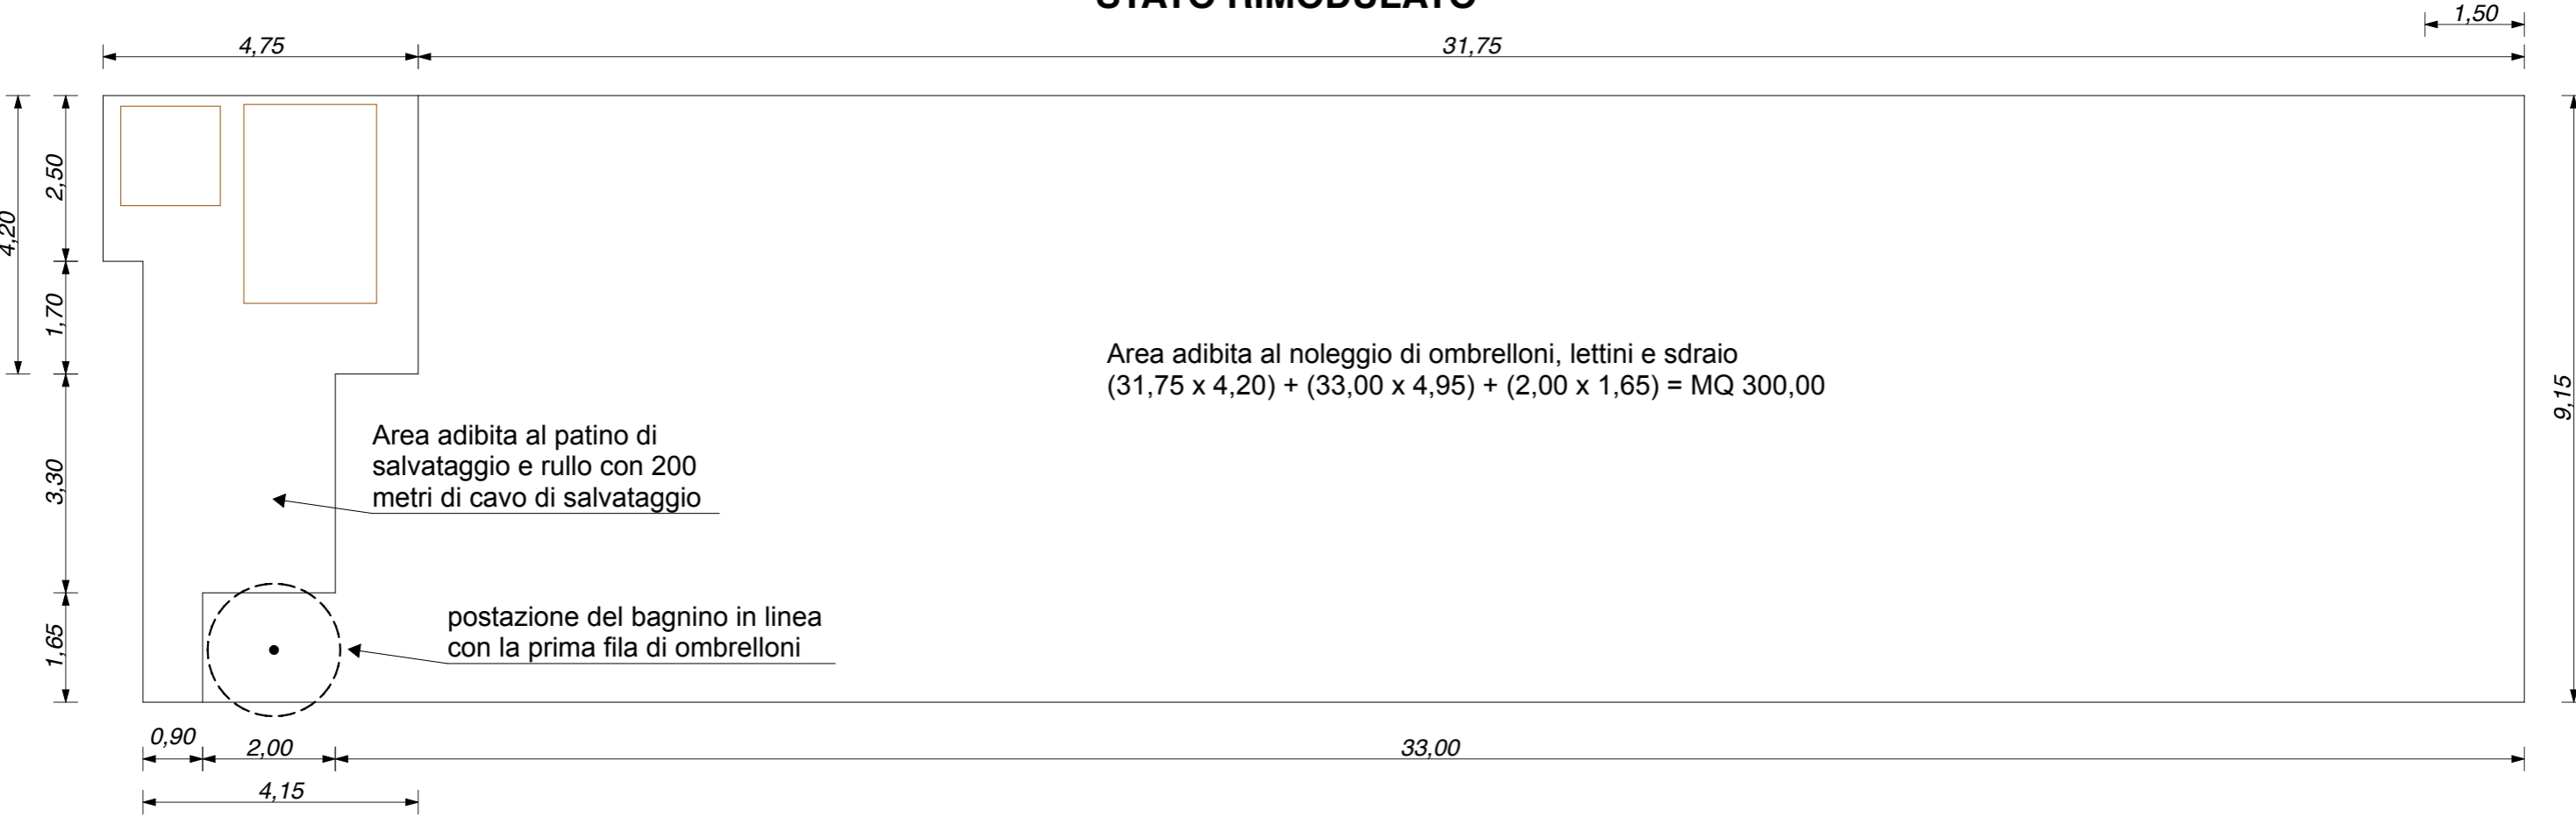 STATO RIMODULATO
1,50
4,75
31,75
2,50
4,20
1,70
Area adibita al noleggio di ombrelloni, lettini e sdraio
(31,75 x 4,20) + (33,00 x 4,95) + (2,00 x 1,65) = MQ 300,00
9,15
Area adibita al patino di
salvataggio e rullo con 200
metri di cavo di salvataggio
3,30
postazione del bagnino in linea
con la prima fila di ombrelloni
1,65
0,90
2,00
33,00
4,15